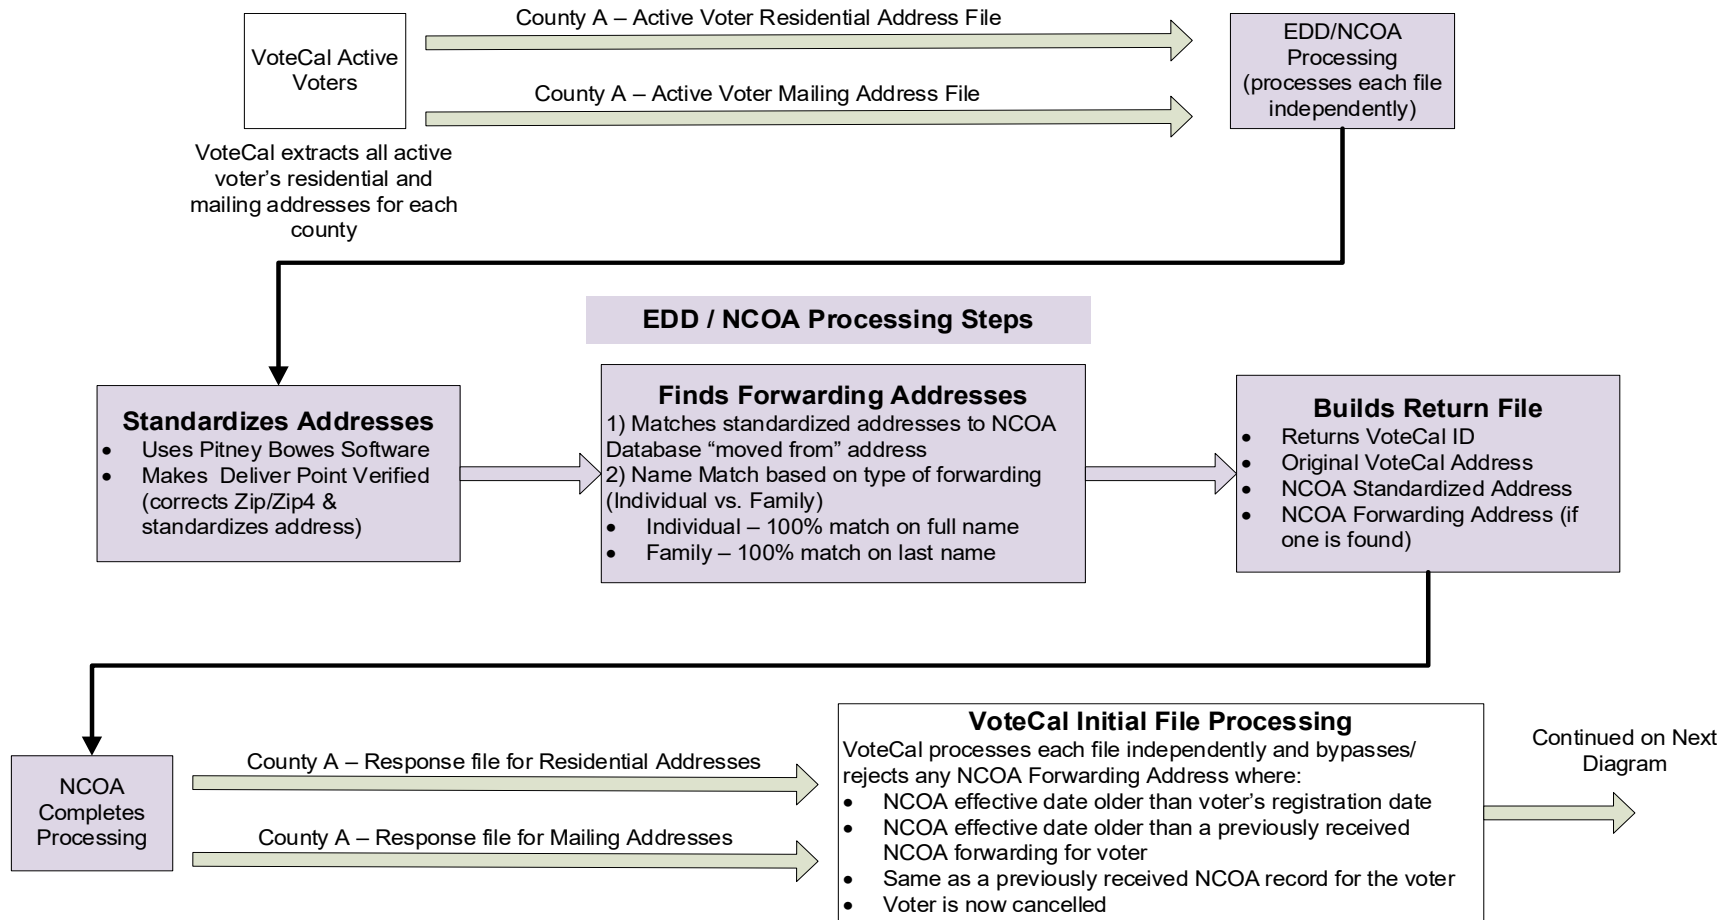 County A – Active Voter Residential Address File
VoteCal Active
Voters
County A – Active Voter Mailing Address File
EDD/NCOA
Processing
(processes each file
independently)
VoteCal extracts all active
voter’s residential and
mailing addresses for each
county
EDD / NCOA Processing Steps
Standardizes Addresses
• Uses Pitney Bowes Software
• Makes Deliver Point Verified
(corrects Zip/Zip4 &
standardizes address)
Finds Forwarding Addresses
1) Matches standardized addresses to NCOA
Database “moved from” address
2) Name Match based on type of forwarding
(Individual vs. Family)
• Individual – 100% match on full name
• Family – 100% match on last name
Builds Return File
• Returns VoteCal ID
• Original VoteCal Address
• NCOA Standardized Address
• NCOA Forwarding Address (if
one is found)
NCOA
Completes
Processing
County A – Response file for Residential Addresses
County A – Response file for Mailing Addresses
VoteCal Initial File Processing
VoteCal processes each file independently and bypasses/
rejects any NCOA Forwarding Address where:
• NCOA effective date older than voter’s registration date
• NCOA effective date older than a previously received
NCOA forwarding for voter
• Same as a previously received NCOA record for the voter
• Voter is now cancelled
Continued on Next
Diagram